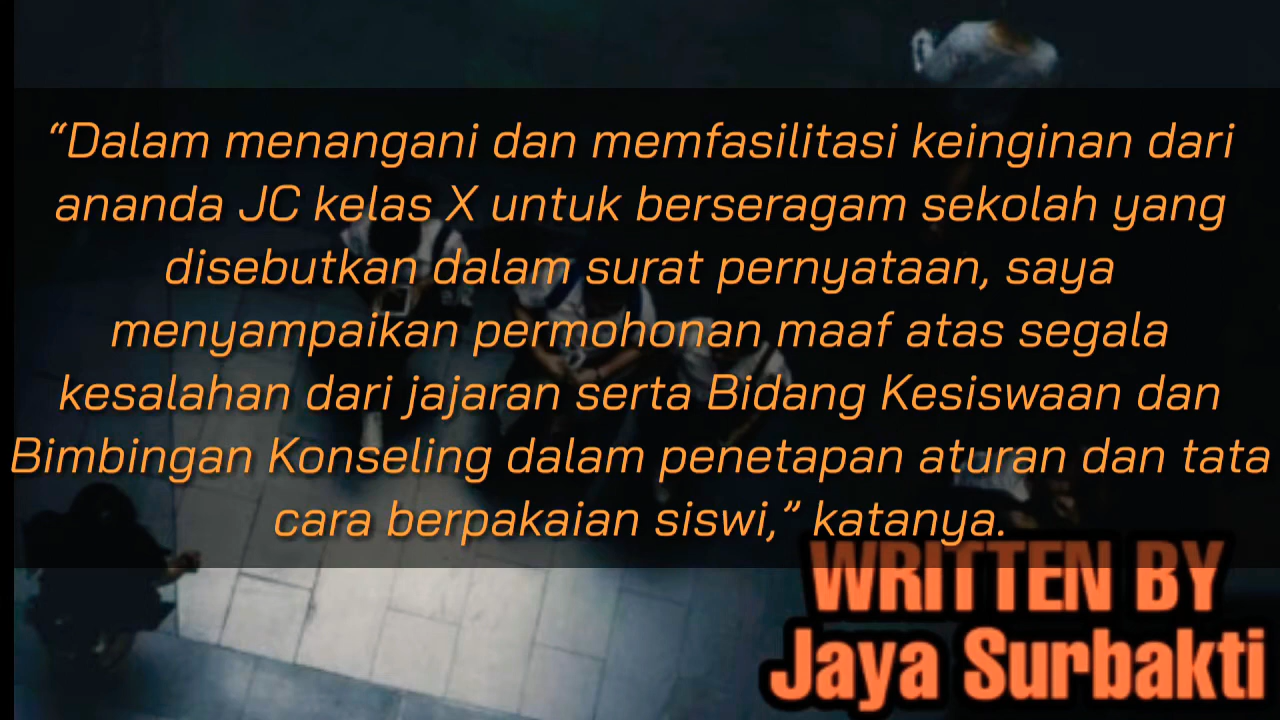 “Dalam menangani dan memfasilitasi keinginan dari
ananda JC kelas X untuk berseragam sekolah yang
disebutkan dalam surat pernyataan, saya
menyampaikan permohonan maaf atas segala
kesalahan dari jajaran serta Bidang Kesiswaan dan
Bimbingan Konseling dalam penetapan aturan dan tata
cara berpakaian siswi,” katanya.
WRITTEN BY
Jaya Surbakti